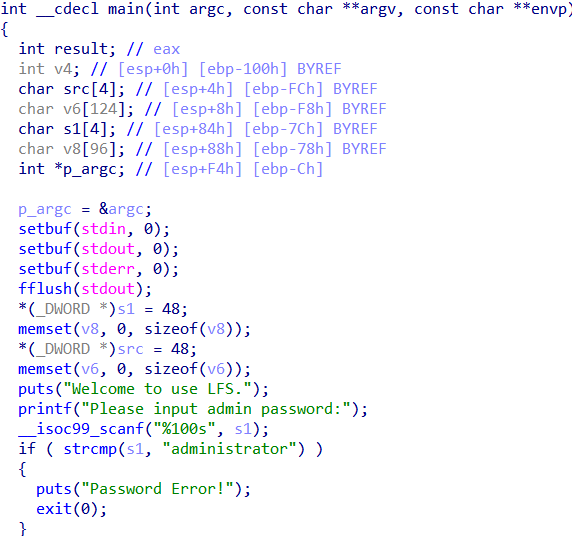 int __cdecl main(int argc, const char **argv, const char **envp)
{
  int result; // eax
  int v4; // [esp+0h] [ebp-100h] BYREF
  char src[4]; // [esp+4h] [ebp-FCh] BYREF
  char v6[124]; // [esp+8h] [ebp-F8h] BYREF
  char s1[4]; // [esp+84h] [ebp-7Ch] BYREF
  char v8[96]; // [esp+88h] [ebp-78h] BYREF
  int *p_argc; // [esp+F4h] [ebp-Ch]

  p_argc = &argc;
  setbuf(stdin, 0);
  setbuf(stdout, 0);
  setbuf(stderr, 0);
  fflush(stdout);
  *(_DWORD *)s1 = 48;
  memset(v8, 0, sizeof(v8));
  *(_DWORD *)src = 48;
  memset(v6, 0, sizeof(v6));
  puts("Welcome to use LFS.");
  printf("Please input admin password:");
  __isoc99_scanf("%100s", s1);
  if ( strcmp(s1, "administrator") )
  {
    puts("Password Error!");
    exit(0);
  }